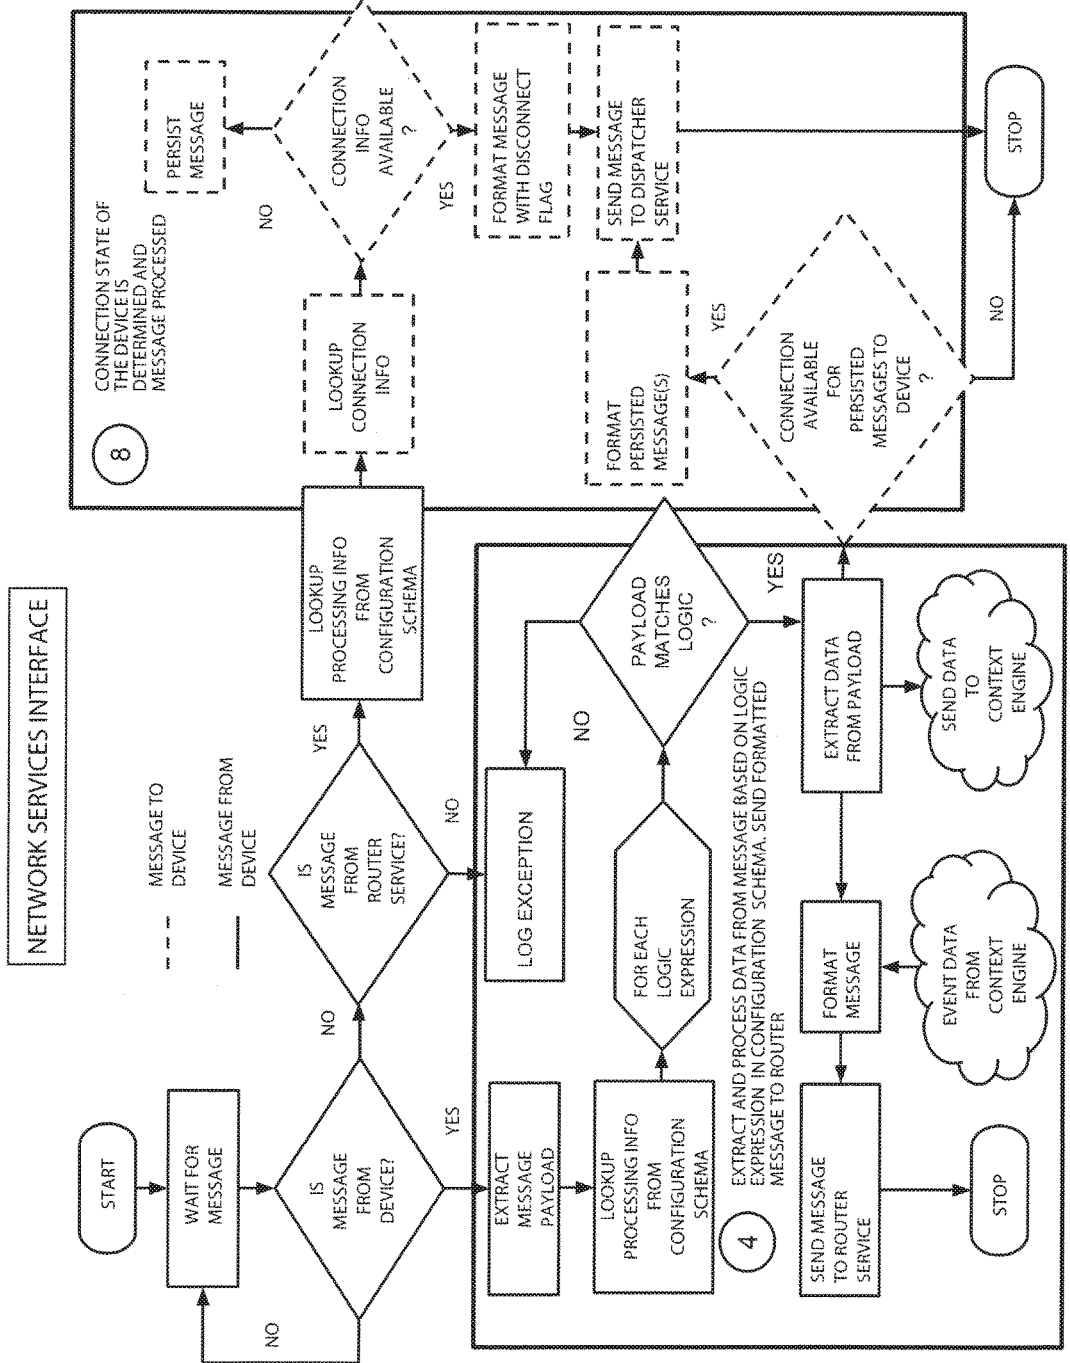 NETWORK SERVICES INTERFACE
MESSAGE TO
DEVICE
MESSAGE FROM
DEVICE
START
WAIT FOR
MESSAGE
NO
IS
MESSAGE
FROM
DEVICE?
NO
YES
IS
MESSAGE
FROM
ROUTER
SERVICE?
YES
NO
LOOKUP
PROCESSING INFO
FROM
CONFIGURATION
SCHEMA
8
CONNECTION STATE OF
THE DEVICE IS
DETERMINED AND
MESSAGE PROCESSED
LOOKUP
CONNECTION
INFO
CONNECTION
INFO
AVAILABLE
?
NO
YES
PERSIST
MESSAGE
FORMAT MESSAGE
WITH DISCONNECT
FLAG
SEND MESSAGE
TO DISPATCHER
SERVICE
FORMAT
PERSISTED
MESSAGE(S)
YES
CONNECTION
AVAILABLE
FOR
PERSISTED
MESSAGES TO
DEVICE
?
NO
STOP
EXTRACT
MESSAGE
PAYLOAD
LOOKUP
PROCESSING INFO
FROM
CONFIGURATION
SCHEMA
FOR EACH
LOGIC
EXPRESSION
LOG EXCEPTION
NO
PAYLOAD
MATCHES
LOGIC
?
YES
4
EXTRACT AND PROCESS DATA FROM MESSAGE BASED ON LOGIC
EXPRESSION IN CONFIGURATION SCHEMA. SEND FORMATTED
MESSAGE TO ROUTER
EXTRACT DATA
FROM PAYLOAD
SEND DATA
TO
CONTEXT
ENGINE
FORMAT
MESSAGE
EVENT DATA
FROM
CONTEXT
ENGINE
SEND MESSAGE
TO ROUTER
SERVICE
STOP